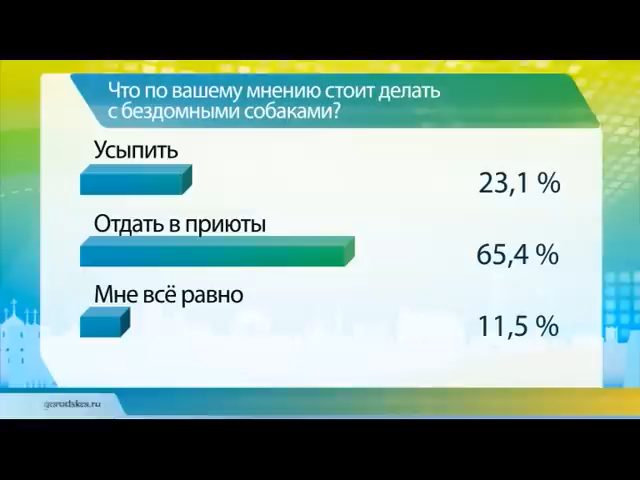 Что по вашему мнению стоит делать
с бездомными собаками?
Усыпить
23,1 %
Отдать в приюты
65,4 %
Мне всё равно
11,5 %